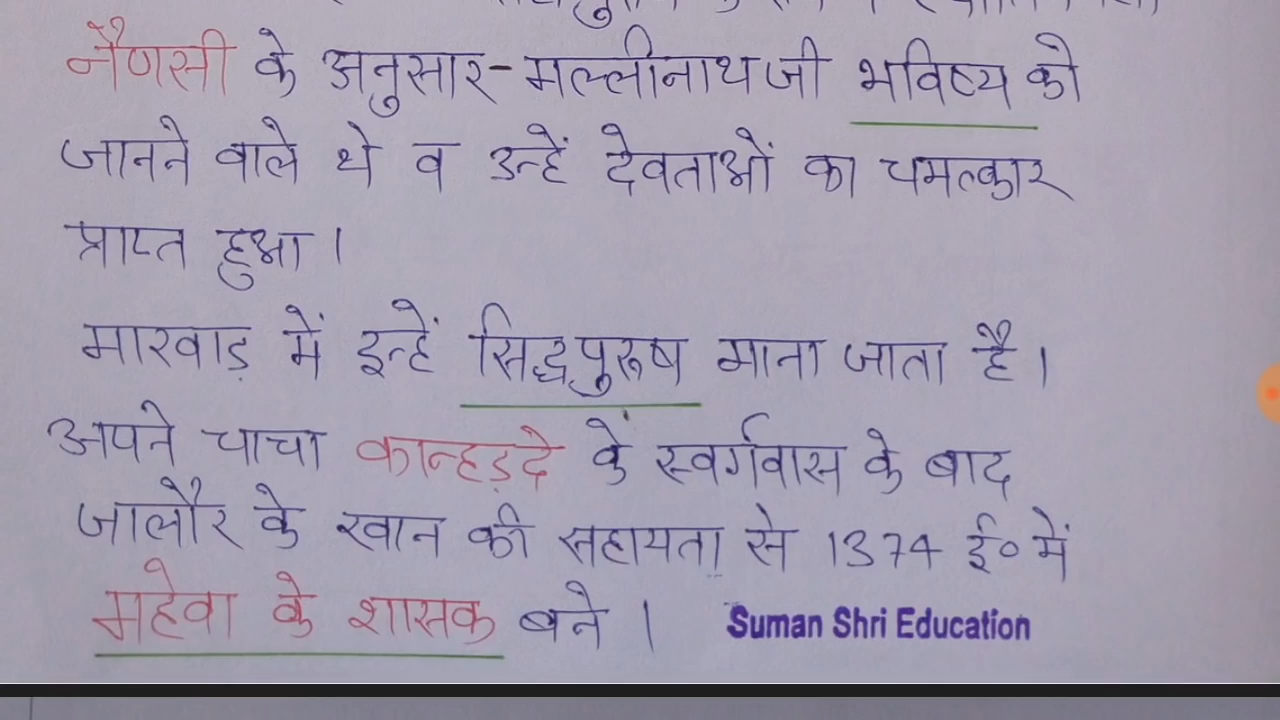 नैणसी के अनुसार-मल्लीनाथजी भविष्य को
जानने वाले थे व उन्हें देवताओं का चमत्कार
प्राप्त हुआ।
मारवाड़ में इन्हें सिद्धपुरूष माना जाता है।
अपने चाचा कान्हड़दे के स्वर्गवास के बाद
जालौर के खान की सहायता से 1374 ई० में
महेवा के शासक बने।
Suman Shri Education